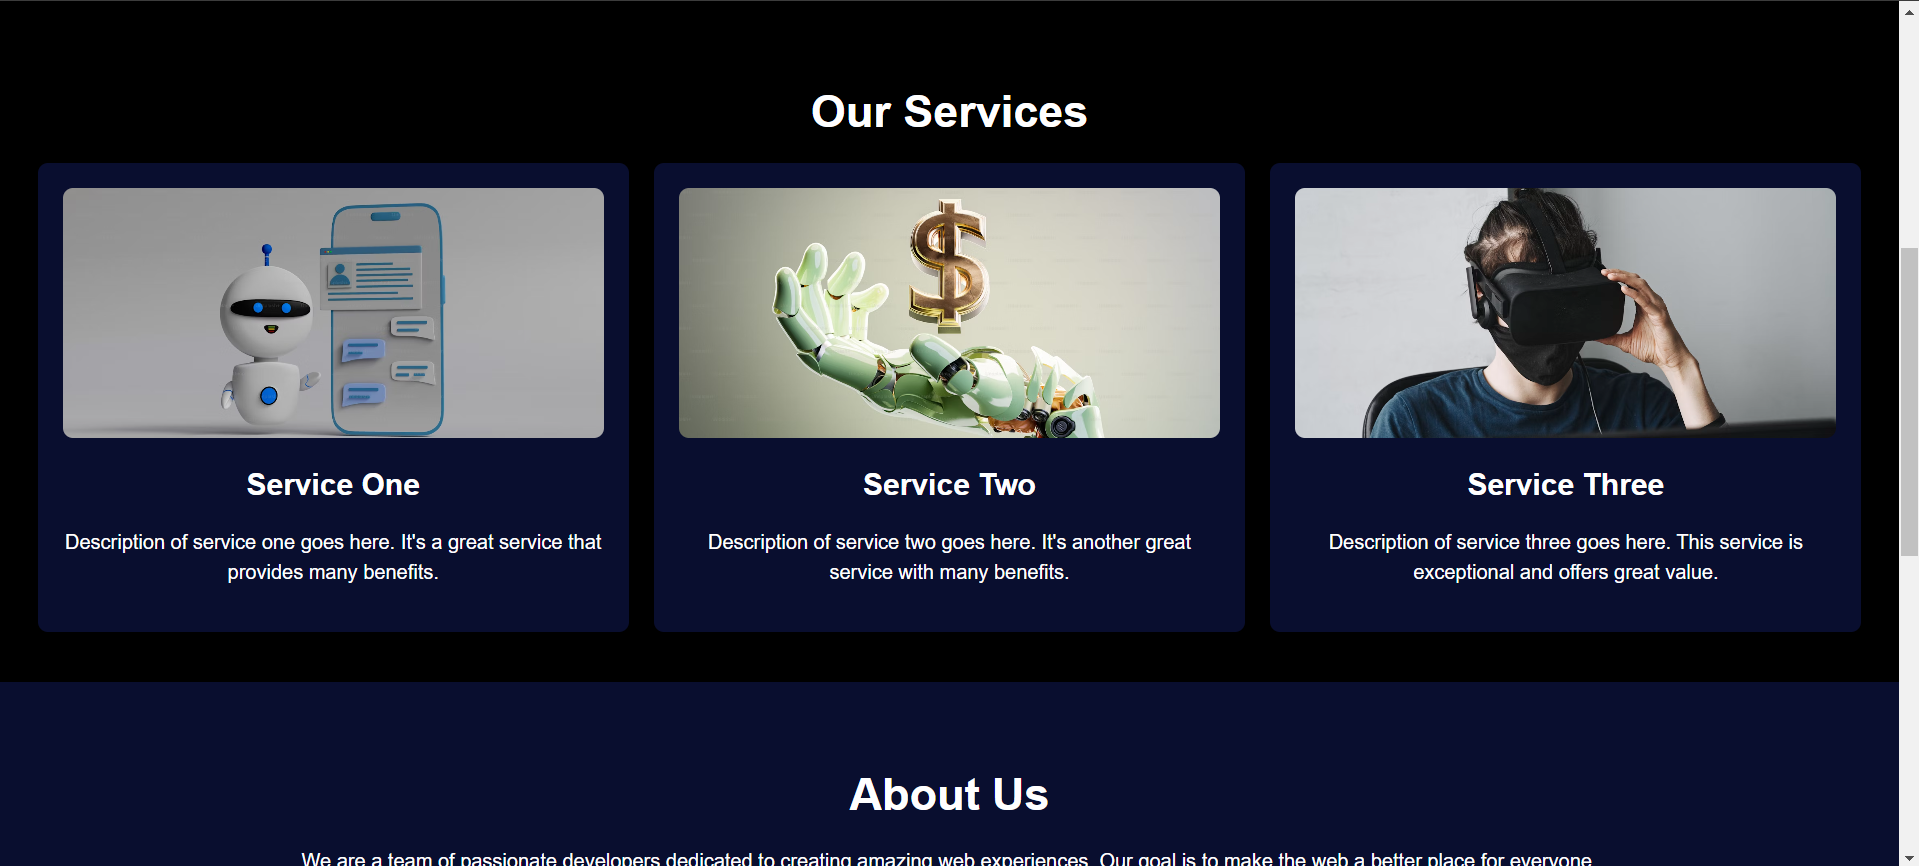 Our Services
Service One
Description of service one goes here. It's a great service that
provides many benefits.
Service Two
Description of service two goes here. It's another great
service with many benefits.
Service Three
Description of service three goes here. This service is
exceptional and offers great value.
About Us
We are a team of passionate developers dedicated to creating amazing web experiences. Our goal is to make the web a better place for everyone